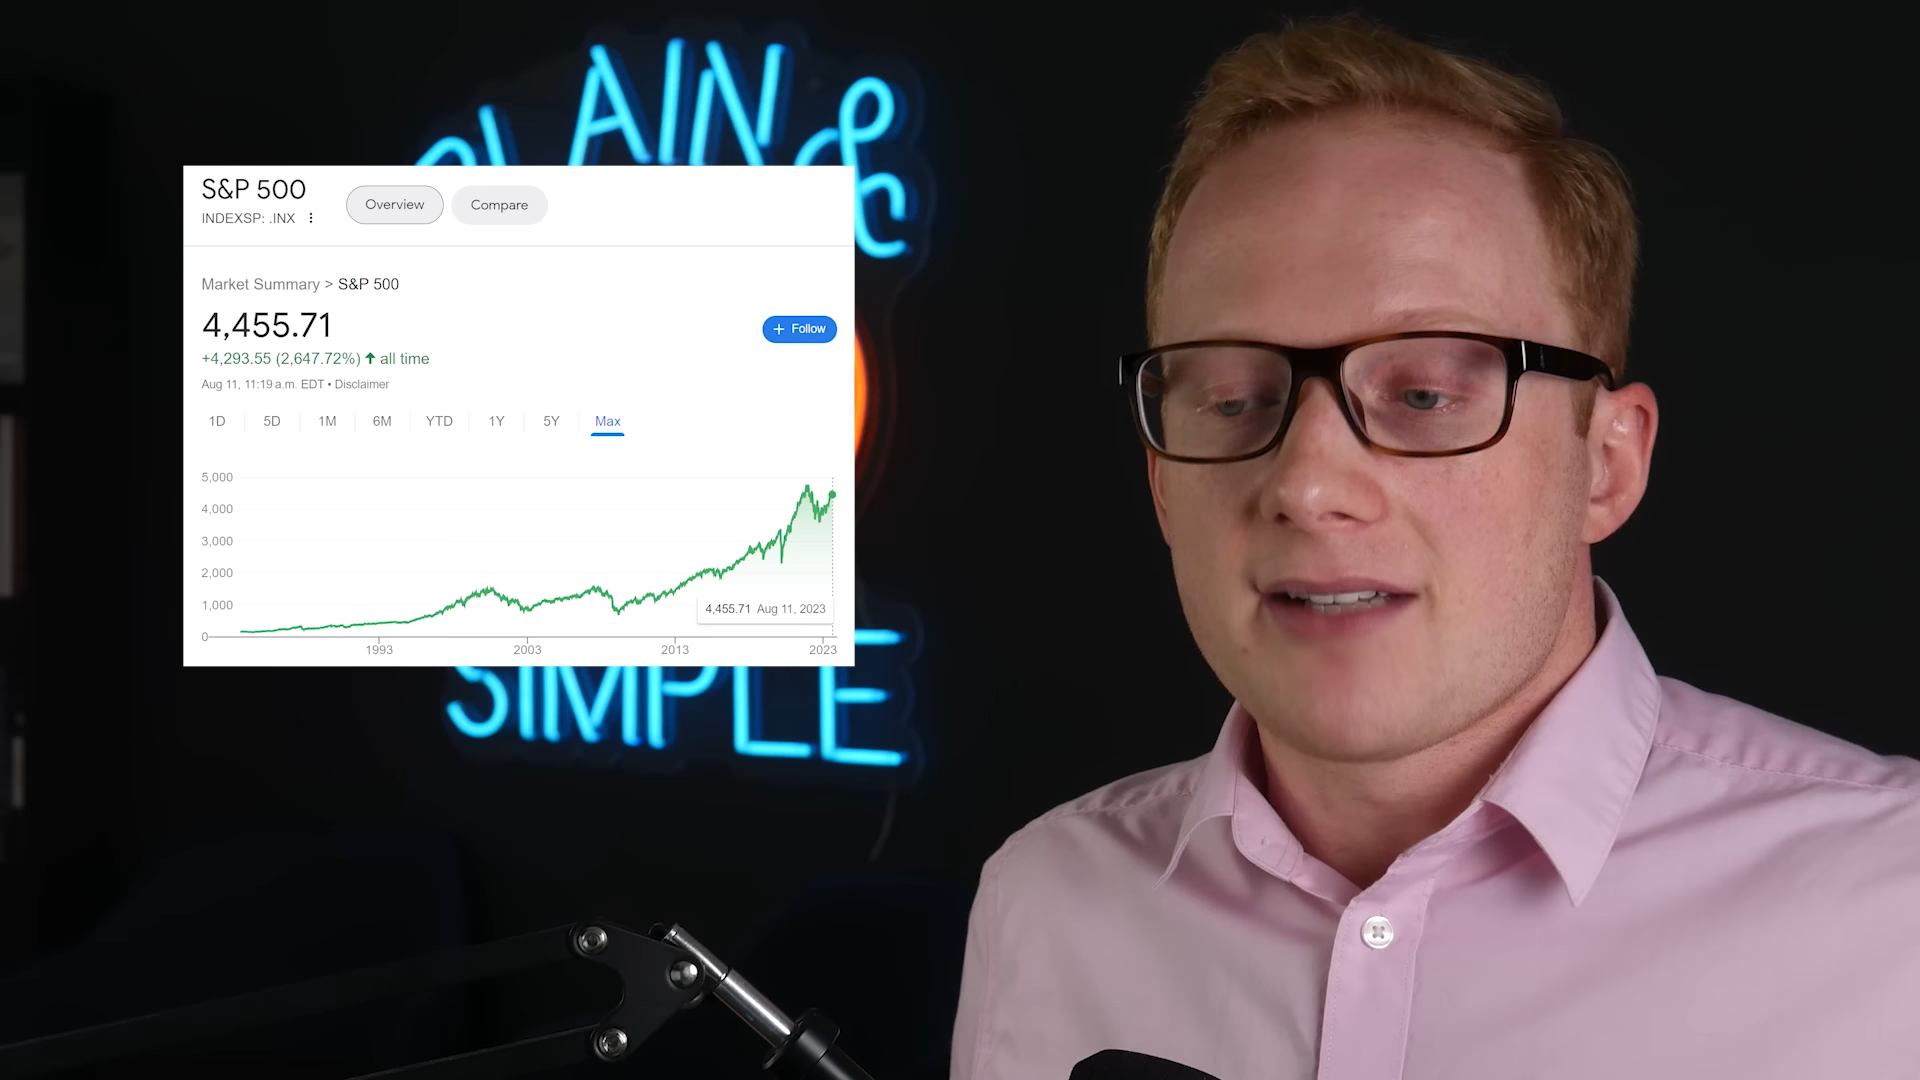 PLAIN &
S&P 500
Overview
Compare
INDEXSP: .INX
Market Summary > S&P 500
4,455.71
+ Follow
+4,293.55 (2,647.72%) ↑ all time
Aug 11, 11:19 a.m. EDT • Disclaimer
1D 5D 1M 6M YTD 1Y 5Y Max
5,000
4,000
3,000
2,000
1,000
4,455.71 Aug 11, 2023
0
1993 2003 2013 2023
SIMPLE